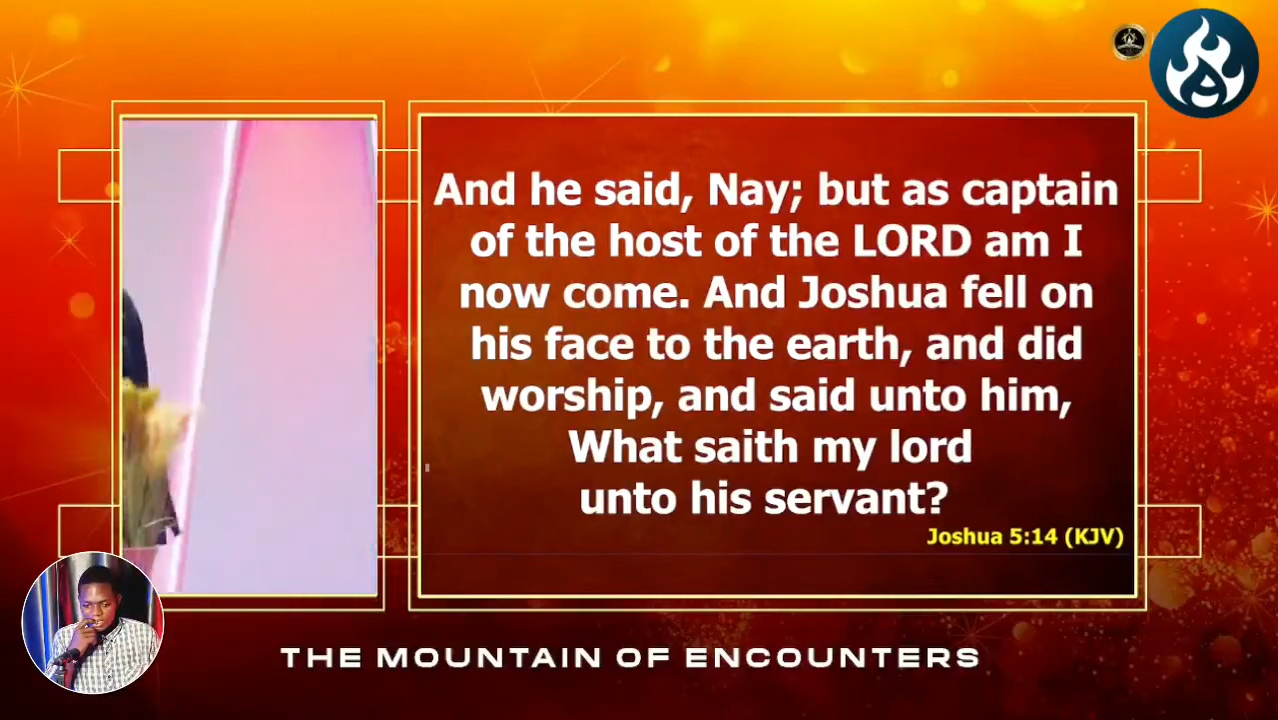 And he said, Nay; but as captain
of the host of the LORD am I
now come. And Joshua fell on
his face to the earth, and did
worship, and said unto him,
What saith my lord
unto his servant?
Joshua 5:14 (KJV)
THE MOUNTAIN OF ENCOUNTERS